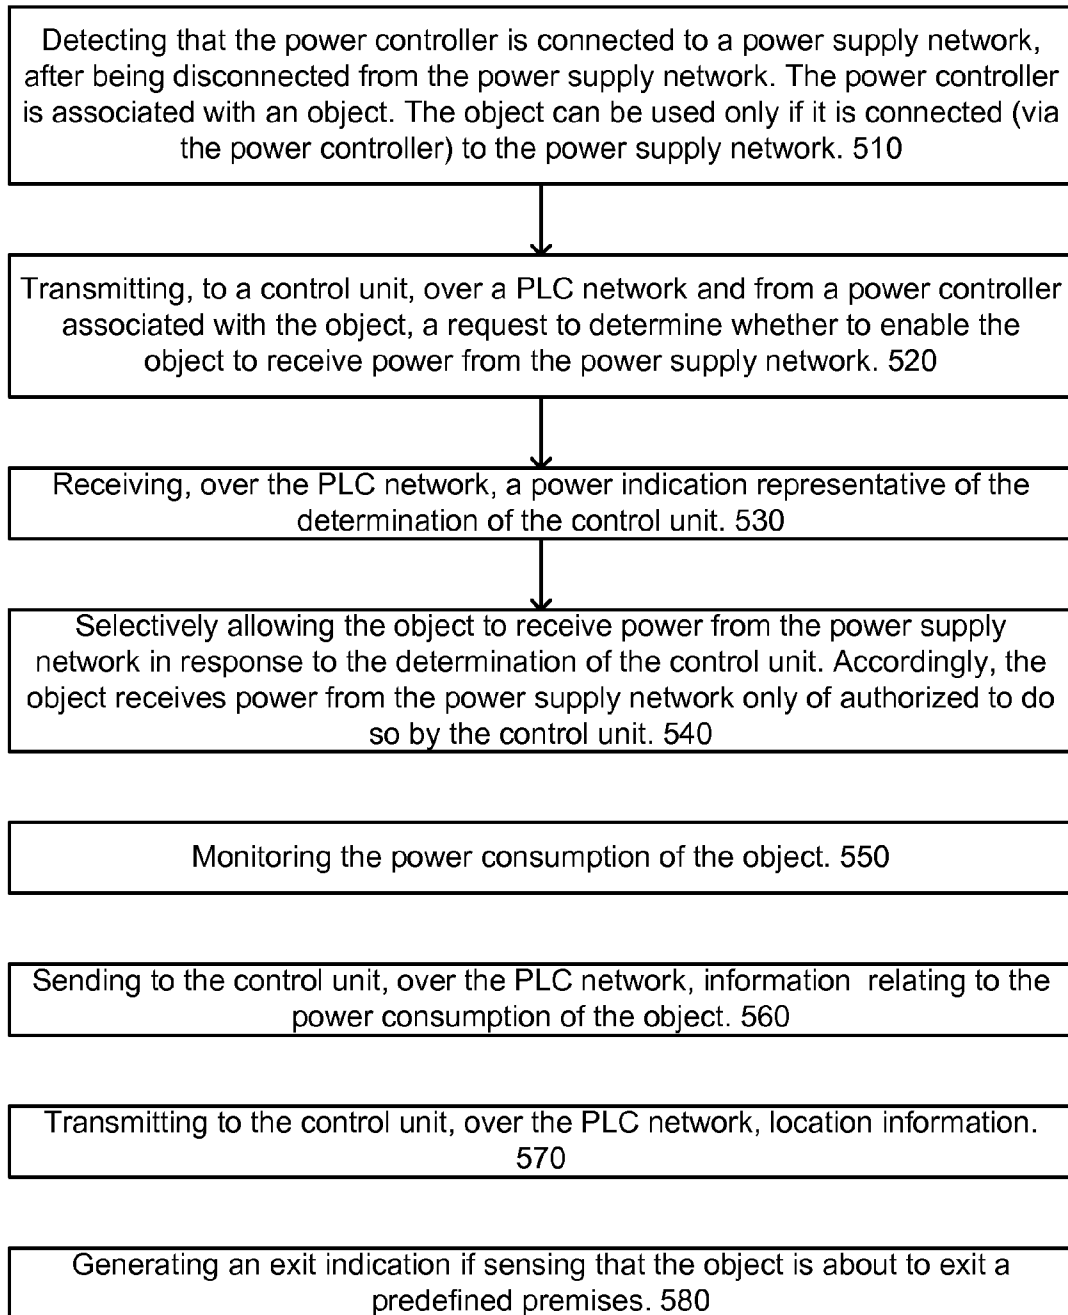 Detecting that the power controller is connected to a power supply network,
after being disconnected from the power supply network. The power controller
is associated with an object. The object can be used only if it is connected (via
the power controller) to the power supply network. 510
Transmitting, to a control unit, over a PLC network and from a power controller
associated with the object, a request to determine whether to enable the
object to receive power from the power supply network. 520
Receiving, over the PLC network, a power indication representative of the
determination of the control unit. 530
Selectively allowing the object to receive power from the power supply
network in response to the determination of the control unit. Accordingly, the
object receives power from the power supply network only of authorized to do
so by the control unit. 540
Monitoring the power consumption of the object. 550
Sending to the control unit, over the PLC network, information relating to the
power consumption of the object. 560
Transmitting to the control unit, over the PLC network, location information.
570
Generating an exit indication if sensing that the object is about to exit a
predefined premises. 580